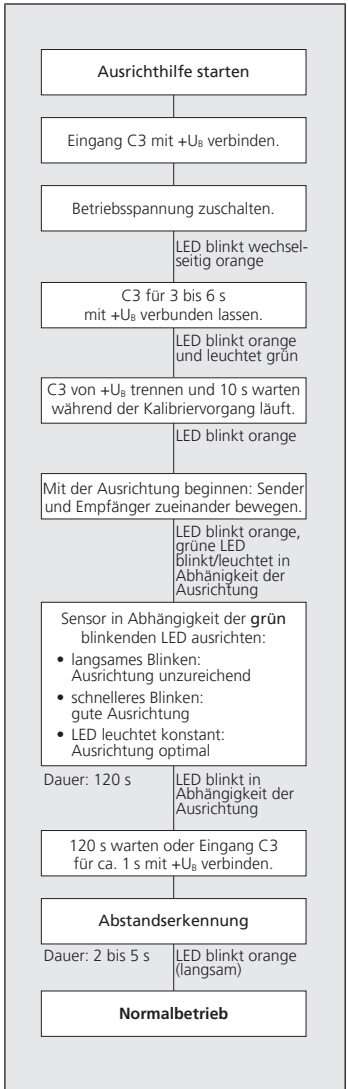 Ausrichthilfe starten
Eingang C3 mit +UB verbinden.
Betriebsspannung zuschalten.
LED blinkt wechsel-
seitig orange
C3 für 3 bis 6 s
mit +UB verbunden lassen.
LED blinkt orange
und leuchtet grün
C3 von +UB trennen und 10 s warten
während der Kalibriervorgang läuft.
LED blinkt orange
Mit der Ausrichtung beginnen: Sender
und Empfänger zueinander bewegen.
LED blinkt orange,
grüne LED
blinkt/leuchtet in
Abhänigkeit der
Ausrichtung
Sensor in Abhängigkeit der grün
blinkenden LED ausrichten:
• langsames Blinken:
Ausrichtung unzureichend
• schnelleres Blinken:
gute Ausrichtung
• LED leuchtet konstant:
Ausrichtung optimal
Dauer: 120 s
LED blinkt in
Abhängigkeit der
Ausrichtung
120 s warten oder Eingang C3
für ca. 1 s mit +UB verbinden.
Abstandserkennung
Dauer: 2 bis 5 s
LED blinkt orange
(langsam)
Normalbetrieb